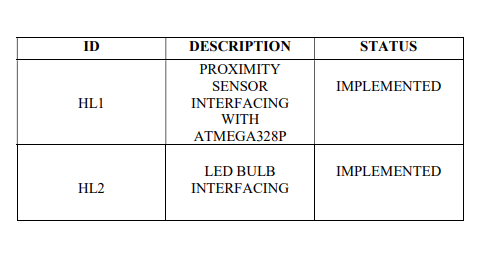 ID DESCRIPTION STATUS
HL1
PROXIMITY
SENSOR
INTERFACING
WITH
ATMEGA328P
IMPLEMENTED
HL2
LED BULB
INTERFACING
IMPLEMENTED